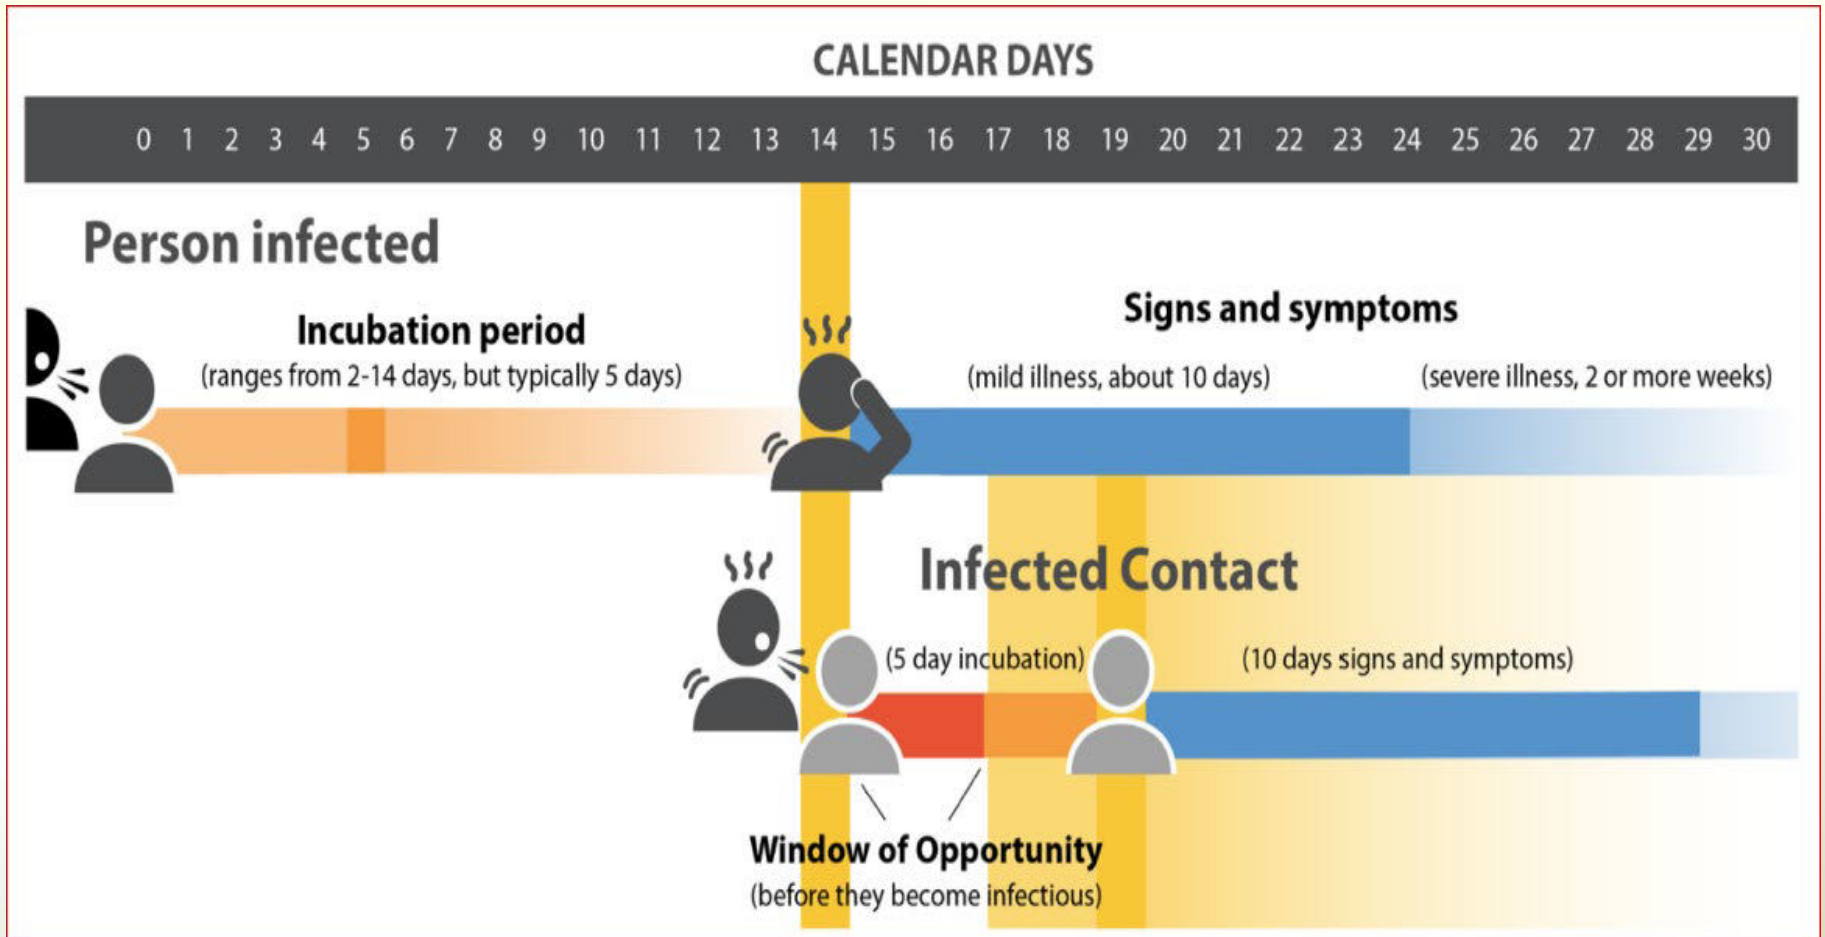 CALENDAR DAYS
0 1 2 3 4 5 6 7 8 9 10 11 12 13 14 15 16 17 18 19 20 21 22 23 24 25 26 27 28 29 30
Person infected
Incubation period
(ranges from 2-14 days, but typically 5 days)
Signs and symptoms
(mild illness, about 10 days) (severe illness, 2 or more weeks)
Infected Contact
(5 day incubation) (10 days signs and symptoms)
Window of Opportunity
(before they become infectious)